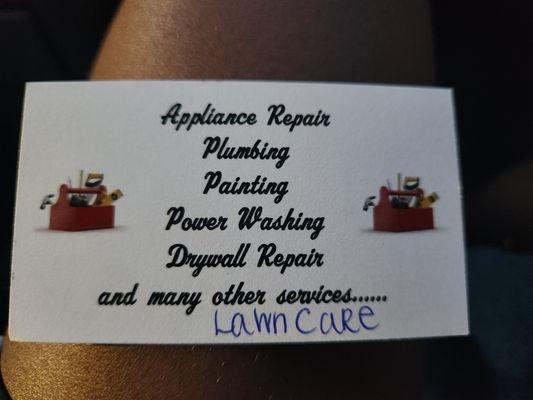 Appliance Repair
Plumbing
Painting
Power Washing
Drywall Repair
and many other services......
Lawn Care